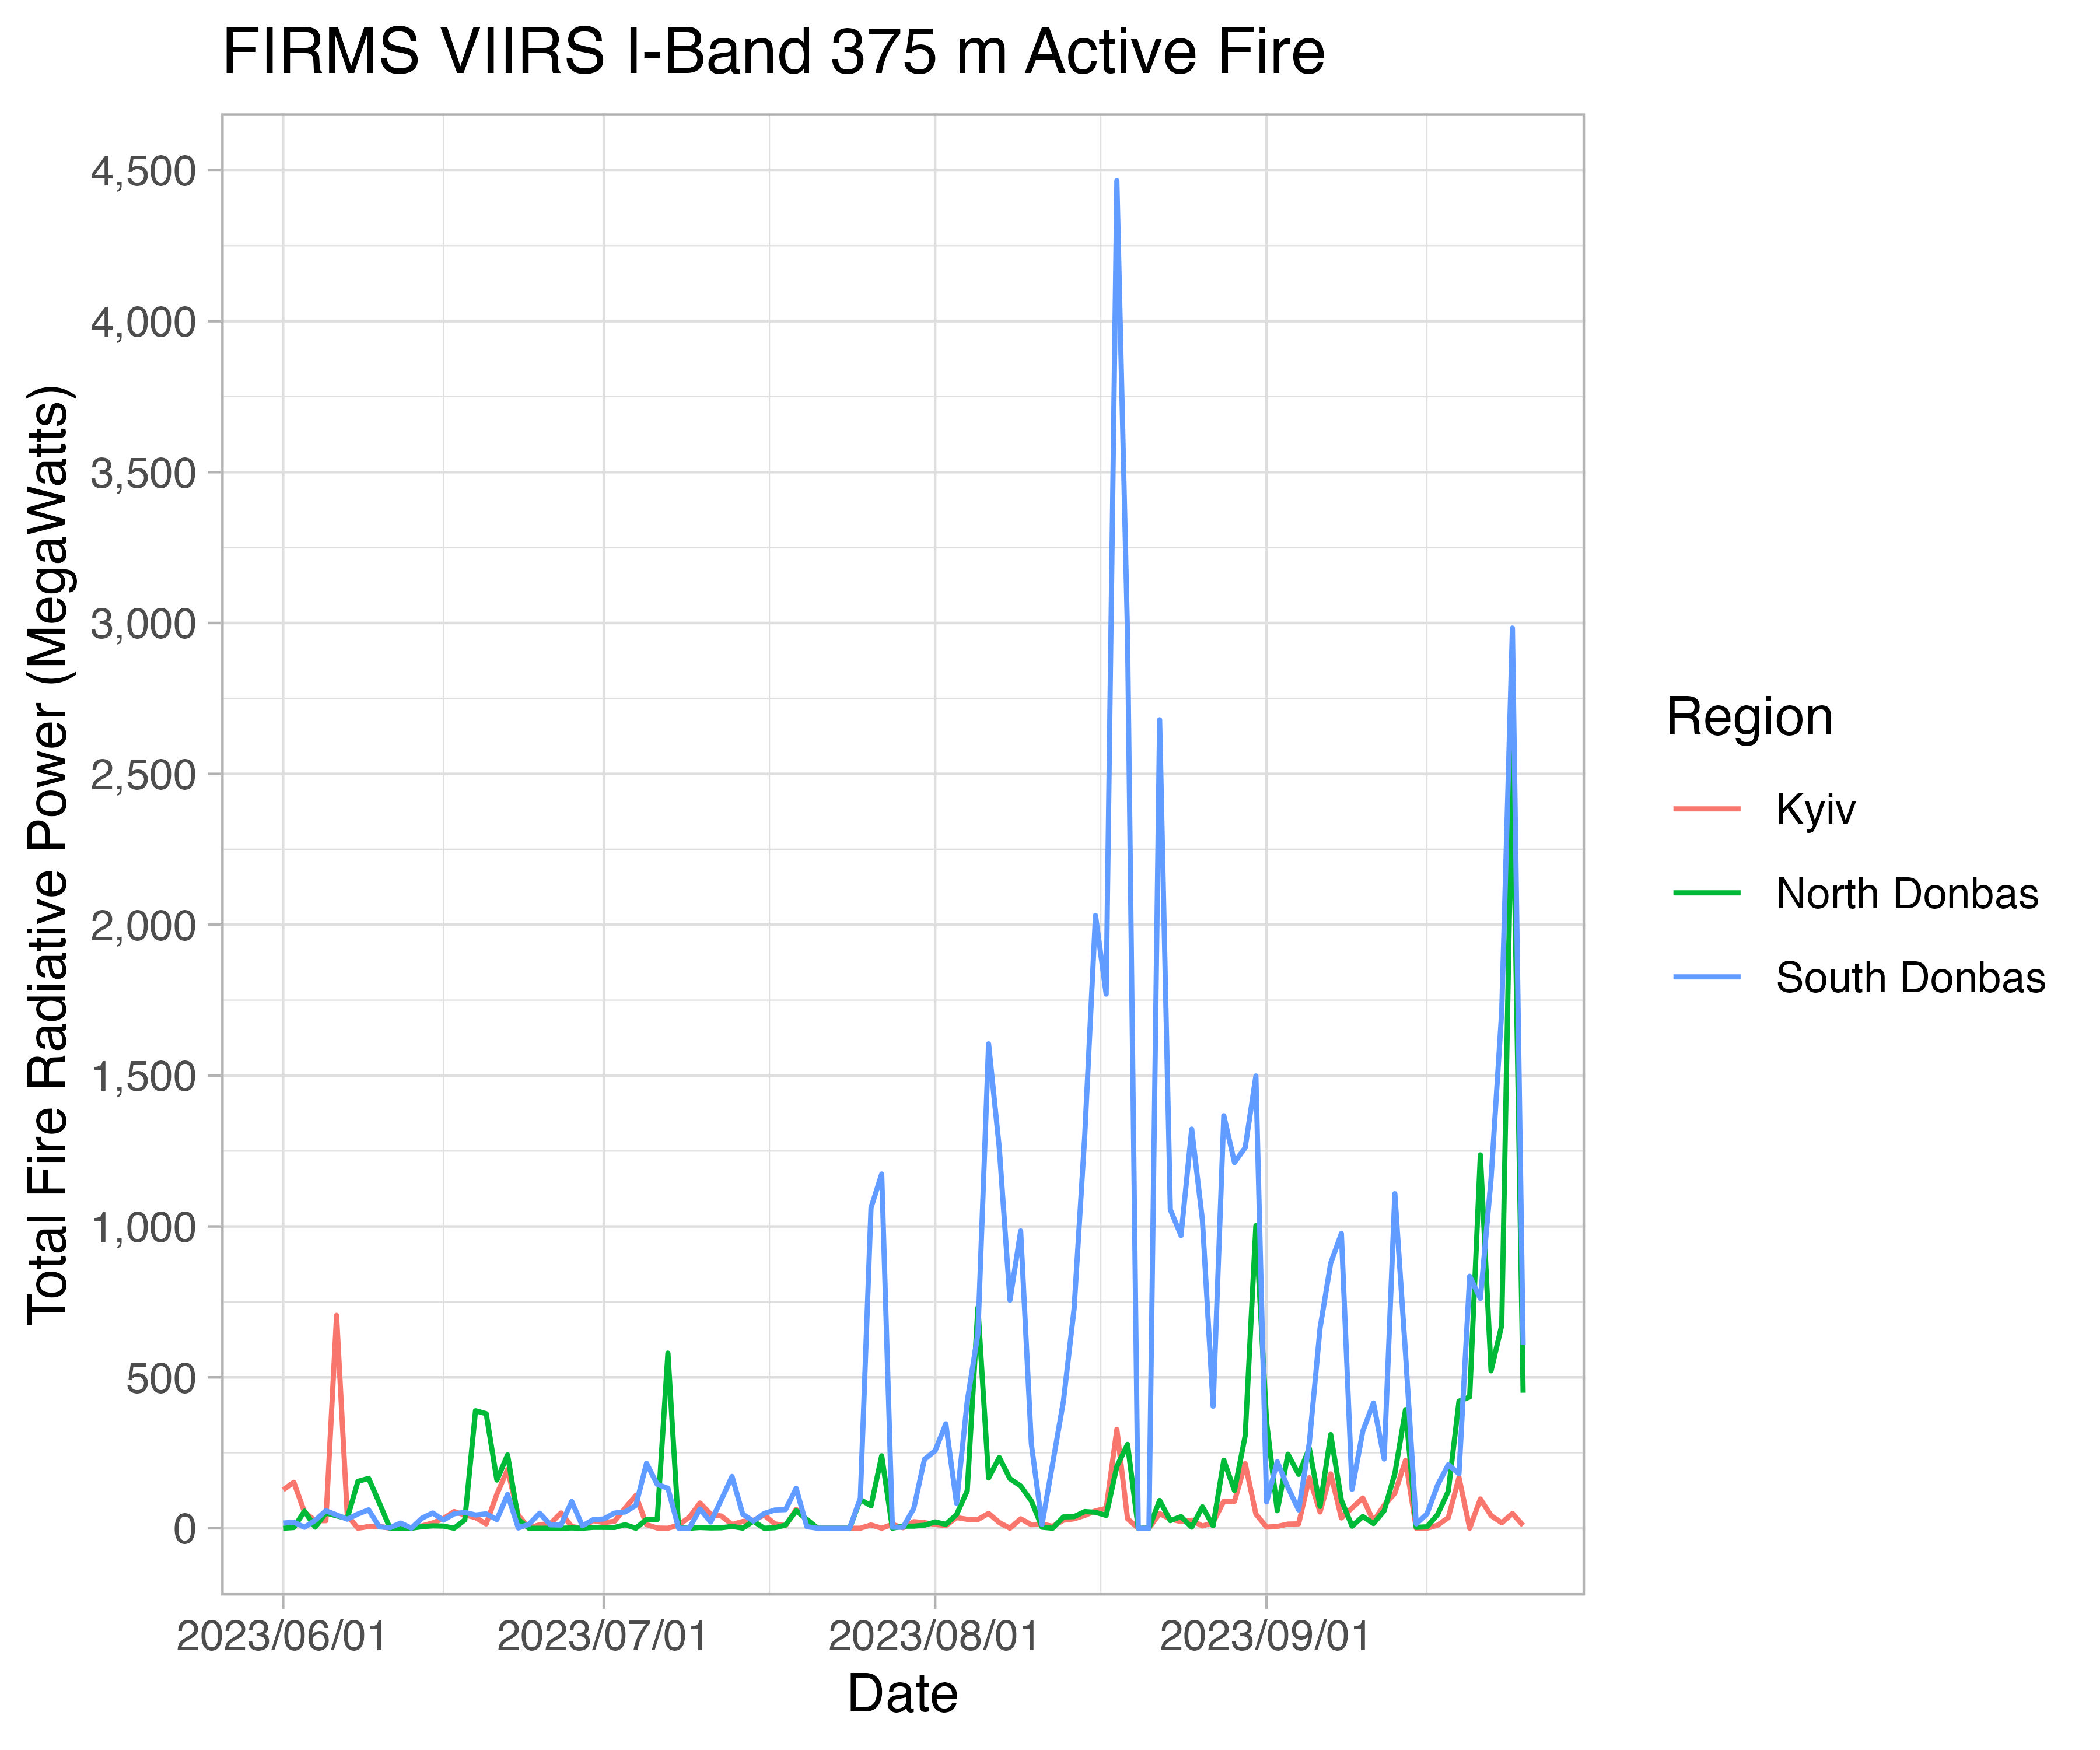 FIRMS VIIRS I-Band 375 m Active Fire
Total Fire Radiative Power (MegaWatts)
4,500
4,000
3,500
3,000
2,500
2,000
1,500
1,000
500
0
2023/06/01 2023/07/01 2023/08/01 2023/09/01
Date
Region
Kyiv
North Donbas
South Donbas